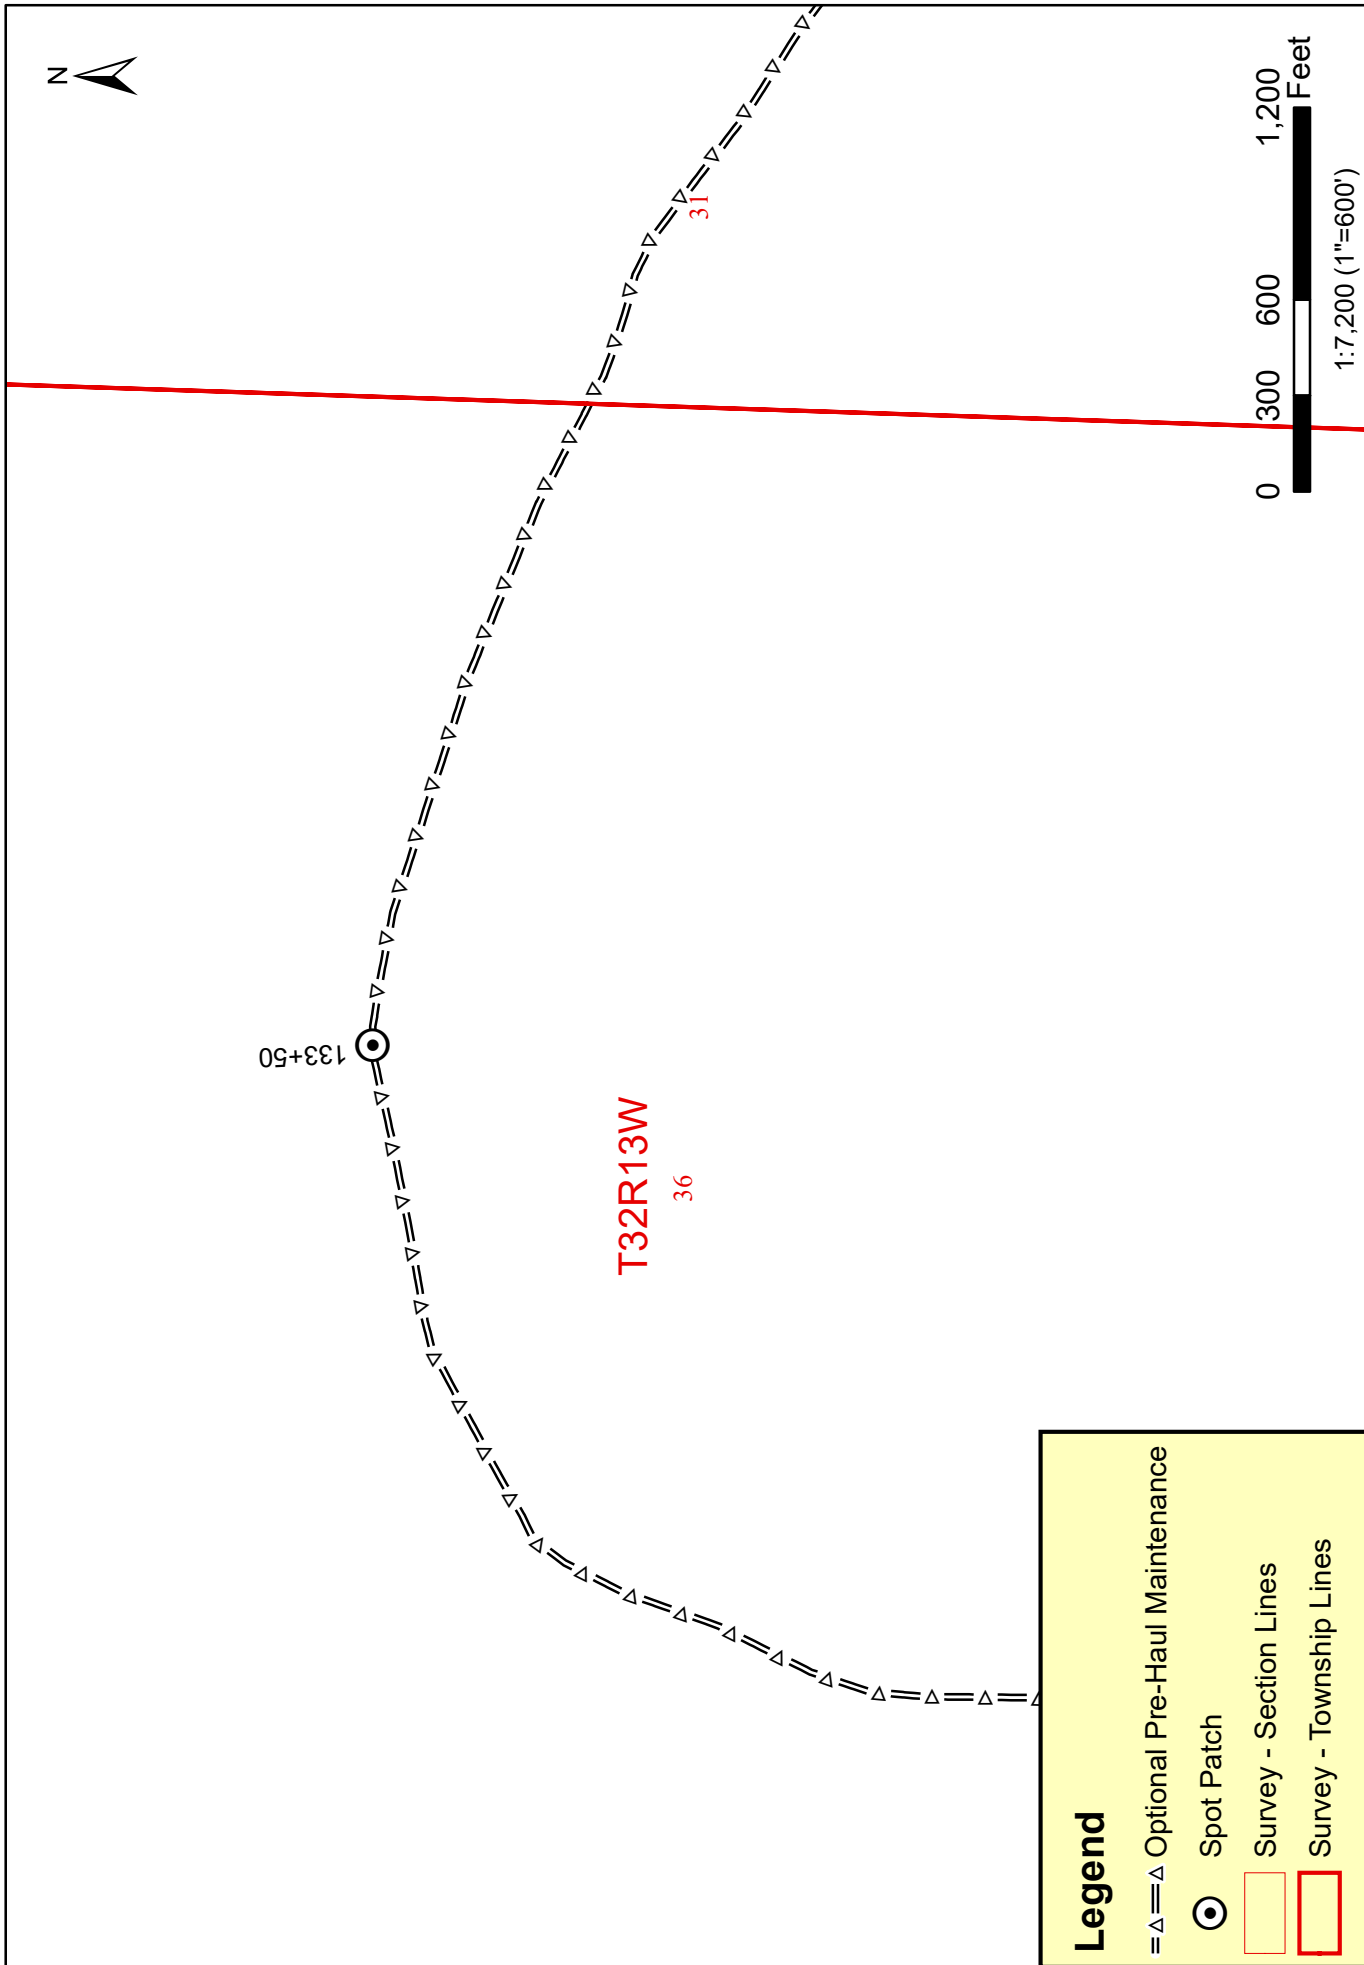 N
133+50
31
T32R13W
36
0 300 600 1,200
Feet
1:7,200 (1"=600')
Legend
Optional Pre-Haul Maintenance
Spot Patch
Survey - Section Lines
Survey - Township Lines